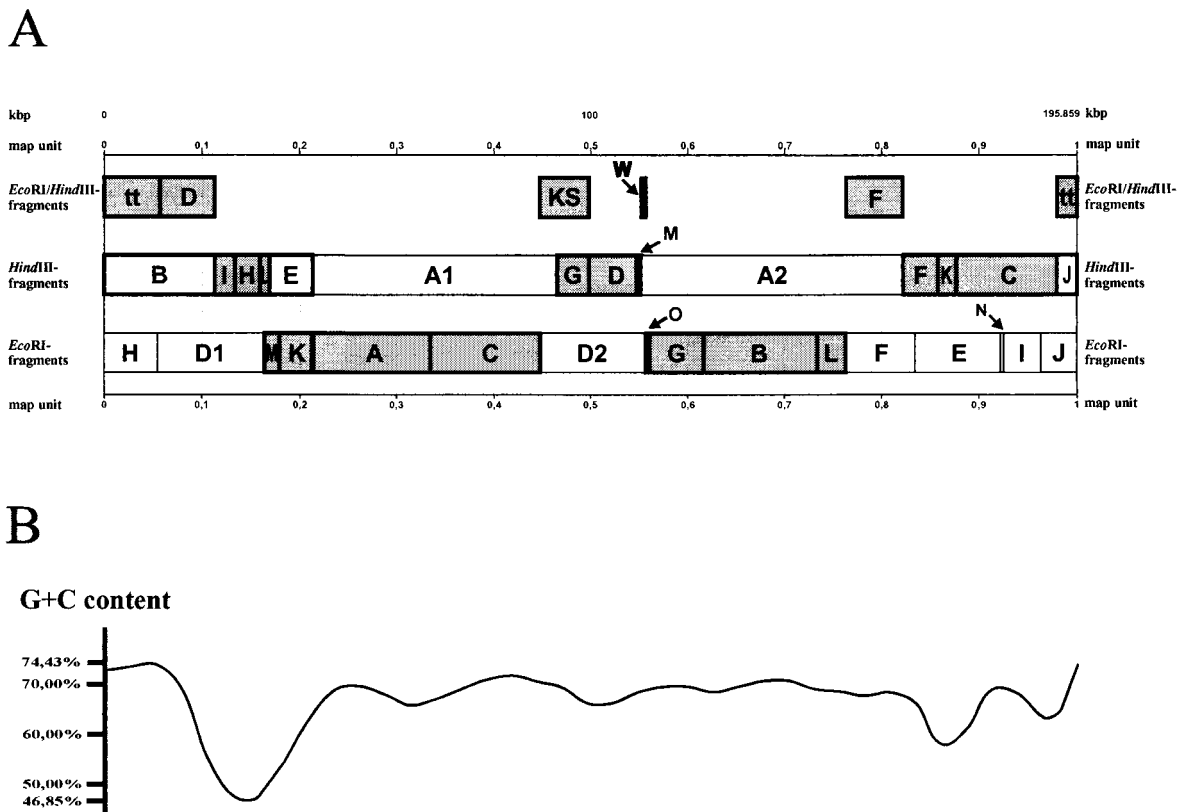 A
kbp 0 100 195.859 kbp
map unit 0 0,1 0,2 0,3 0,4 0,5 0,6 0,7 0,8 0,9 1 map unit
W
EcoRI/HindIII- tt D KS F tt EcoRI/HindIII-
fragments fragments
M
HindIII- B I H L E A1 G D A2 F K C J HindIII-
fragments fragments
O N
EcoRI- H D1 M K A C D2 G B L F E I J EcoRI-
fragments fragments
map unit 0 0,1 0,2 0,3 0,4 0,5 0,6 0,7 0,8 0,9 1 map unit
B
G+C content
74,43%
70,00%
60,00%
50,00%
46,85%